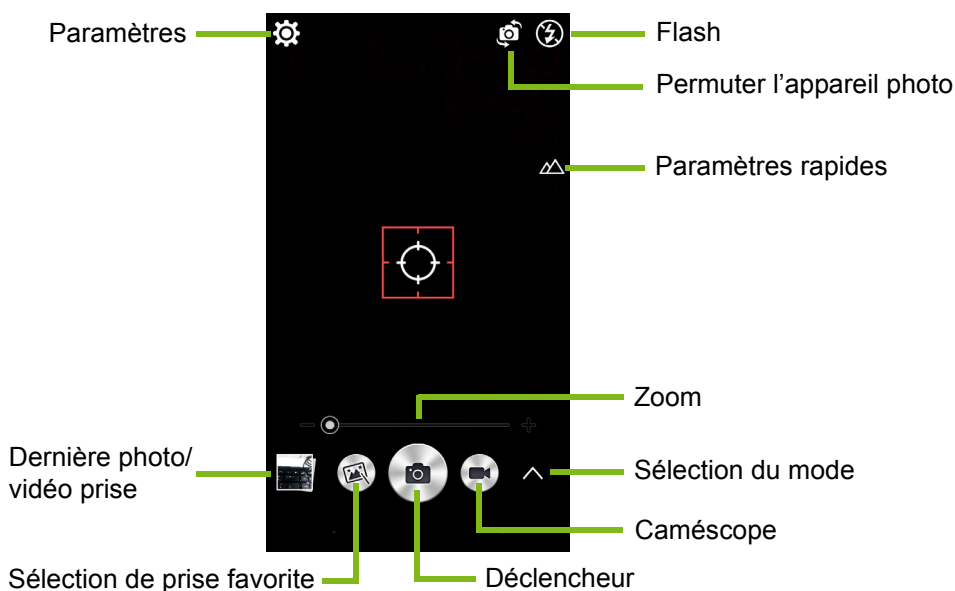 Paramètres
Flash
Permuter l’appareil photo
Paramètres rapides
Zoom
Dernière photo/
vidéo prise
Sélection du mode
Caméscope
Sélection de prise favorite
Déclencheur